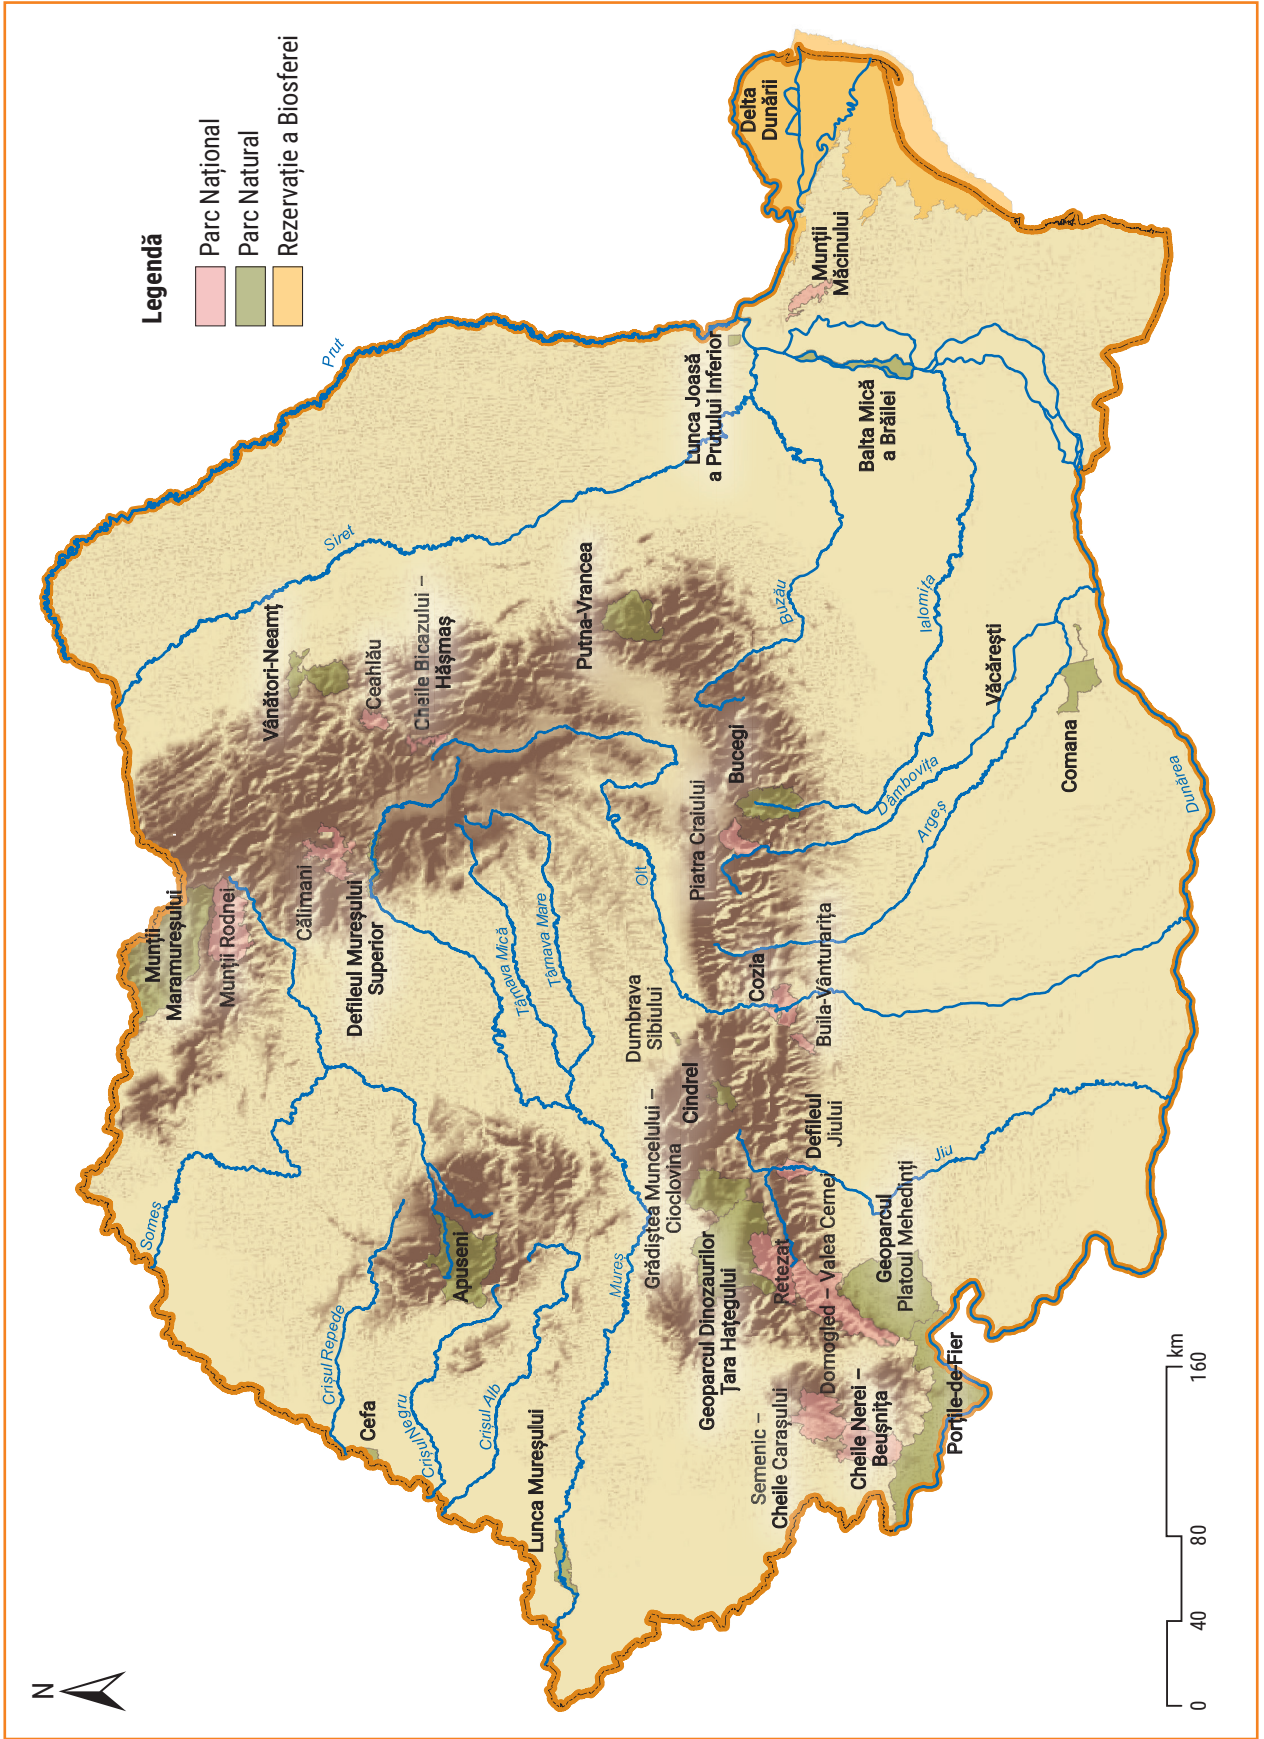 N
Legendă
Parc Național
Parc Natural
Rezervație a Biosferei
Prut
Siret
Someș
Munții
Maramureșului
Munții Rodnei
Călimani
Defileul Mureșului
Superior
Vânători-Neamț
Ceahlău
Cheile Bicazului –
Hășmaș
Putna-Vrancea
Lunca Joasă
a Prutului Inferior
Delta
Dunării
Munții
Măcinului
Balta Mică
a Brăilei
Crișul Repede
Cefa
Crișul Negru
Crișul Alb
Apuseni
Lunca Mureșului
Mureș
Târnava Mică
Târnava Mare
Olt
Dumbrava
Sibiului
Cindrel
Grădiștea Muncelului –
Cioclovina
Geoparcul Dinozaurilor
Țara Hațegului
Retezat
Domogled – Valea Cernei
Defileul
Jiului
Semenic –
Cheile Carașului
Cheile Nerei –
Beușnița
Porțile-de-Fier
Geoparcul
Platoul Mehedinți
Jiu
Cozia
Buila-Vânturarița
Piatra Craiului
Bucegi
Buzău
Ialomița
Dâmbovița
Argeș
Văcărești
Comana
Dunărea
0
40
80
160
km